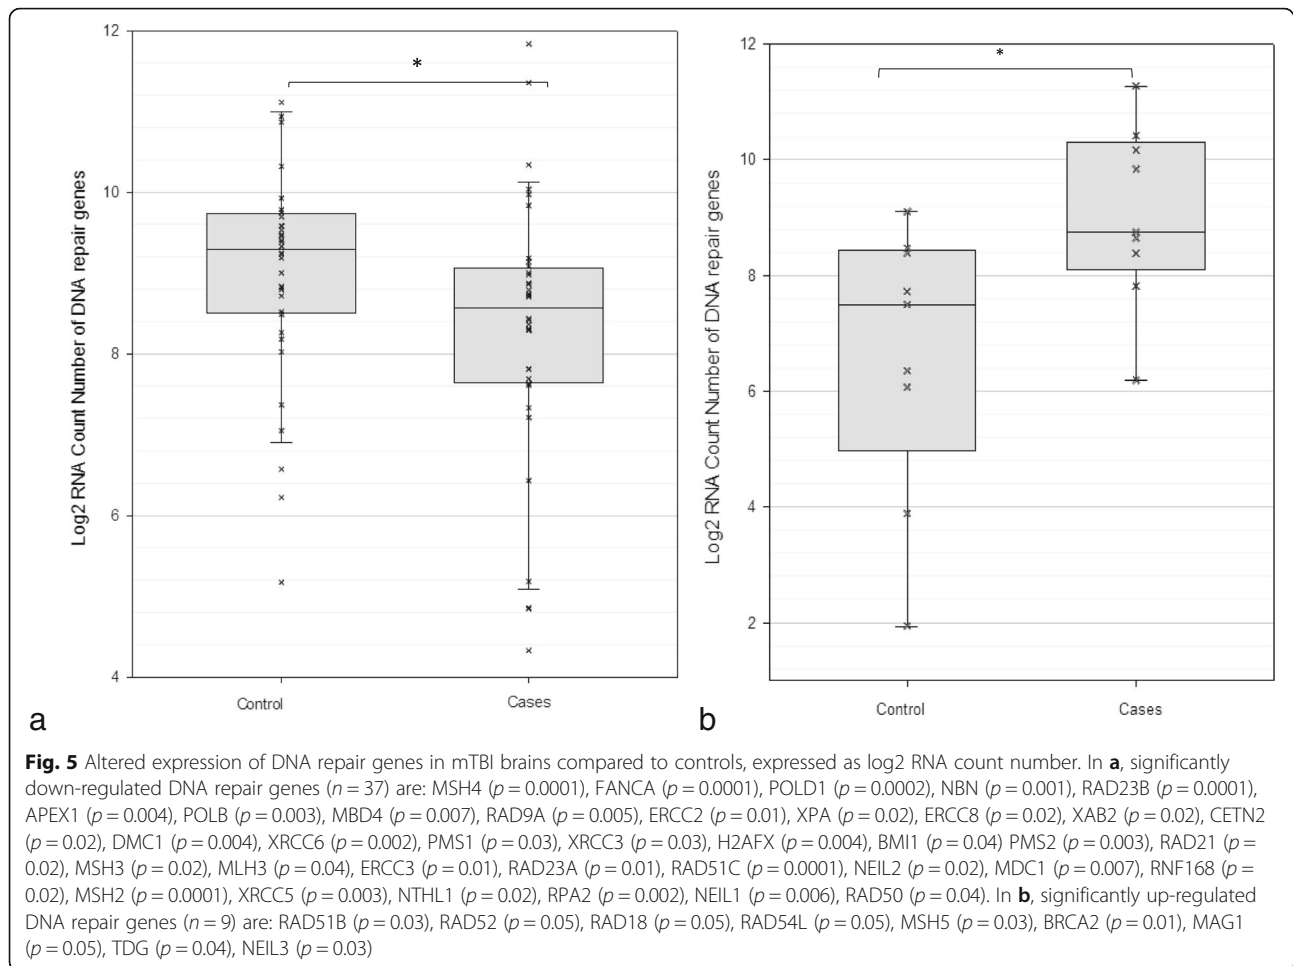 12
10
8
6
4
Log2 RNA Count Number of DNA repair genes
*
Control
Cases
a
12
10
8
6
4
2
Log2 RNA Count Number of DNA repair genes
*
Control
Cases
b
Fig. 5 Altered expression of DNA repair genes in mTBI brains compared to controls, expressed as log2 RNA count number. In a, significantly
down-regulated DNA repair genes (n = 37) are: MSH4 (p = 0.0001), FANCA (p = 0.0001), POLD1 (p = 0.0002), NBN (p = 0.001), RAD23B (p = 0.0001),
APEX1 (p = 0.004), POLB (p = 0.003), MBD4 (p = 0.007), RAD9A (p = 0.005), ERCC2 (p = 0.01), XPA (p = 0.02), ERCC8 (p = 0.02), XAB2 (p = 0.02), CETN2
(p = 0.02), DMC1 (p = 0.004), XRCC6 (p = 0.002), PMS1 (p = 0.03), XRCC3 (p = 0.03), H2AFX (p = 0.004), BMI1 (p = 0.04) PMS2 (p = 0.003), RAD21 (p =
0.02), MSH3 (p = 0.02), MLH3 (p = 0.04), ERCC3 (p = 0.01), RAD23A (p = 0.01), RAD51C (p = 0.0001), NEIL2 (p = 0.02), MDC1 (p = 0.007), RNF168 (p =
0.02), MSH2 (p = 0.0001), XRCC5 (p = 0.003), NTHL1 (p = 0.02), RPA2 (p = 0.002), NEIL1 (p = 0.006), RAD50 (p = 0.04). In b, significantly up-regulated
DNA repair genes (n = 9) are: RAD51B (p = 0.03), RAD52 (p = 0.05), RAD18 (p = 0.05), RAD54L (p = 0.05), MSH5 (p = 0.03), BRCA2 (p = 0.01), MAG1
(p = 0.05), TDG (p = 0.04), NEIL3 (p = 0.03)